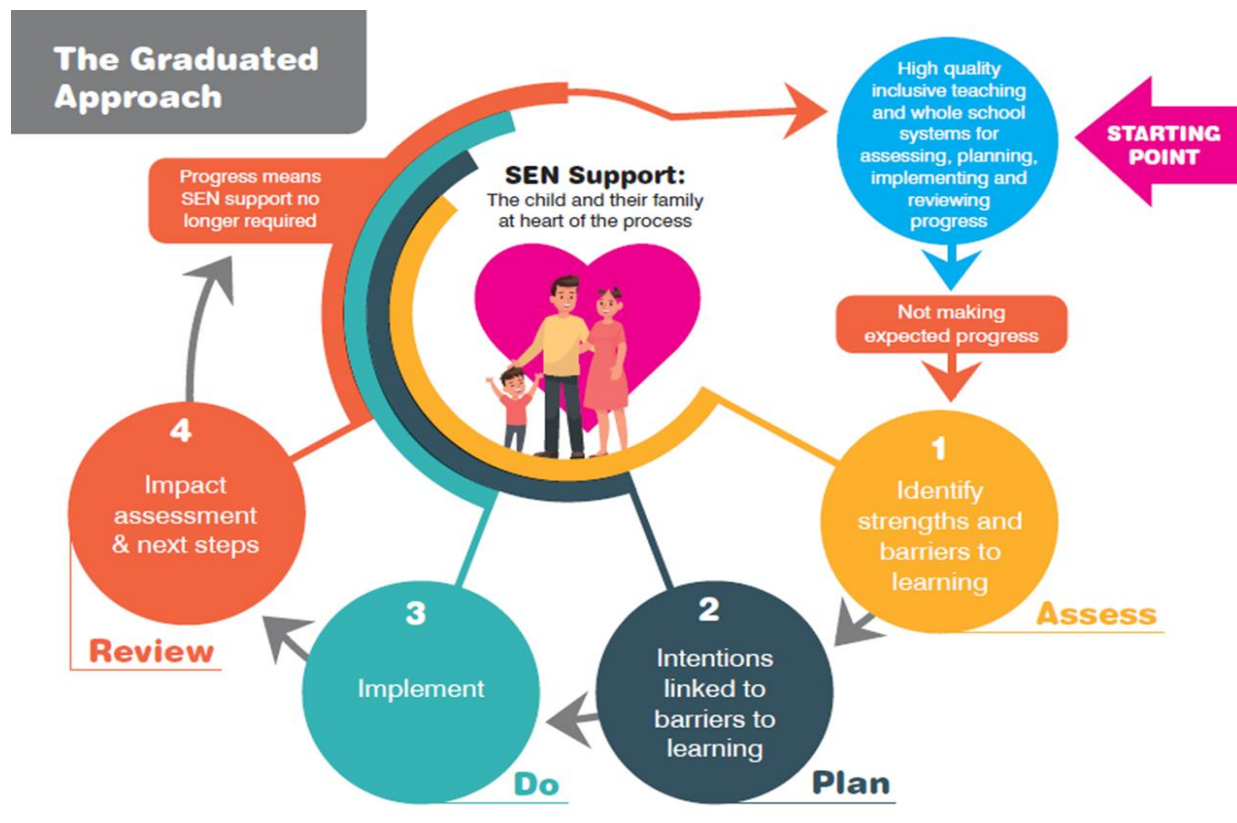 The Graduated
Approach
High quality
inclusive teaching
and whole school
systems for
assessing, planning,
implementing and
reviewing
progress
STARTING
POINT
Progress means
SEN support no
longer required
SEN Support:
The child and their family
at heart of the process
Not making
expected progress
1
Identify
strengths and
barriers to
learning
Assess
2
Intentions
linked to
barriers to
learning
Plan
3
Implement
Do
4
Impact
assessment
& next steps
Review